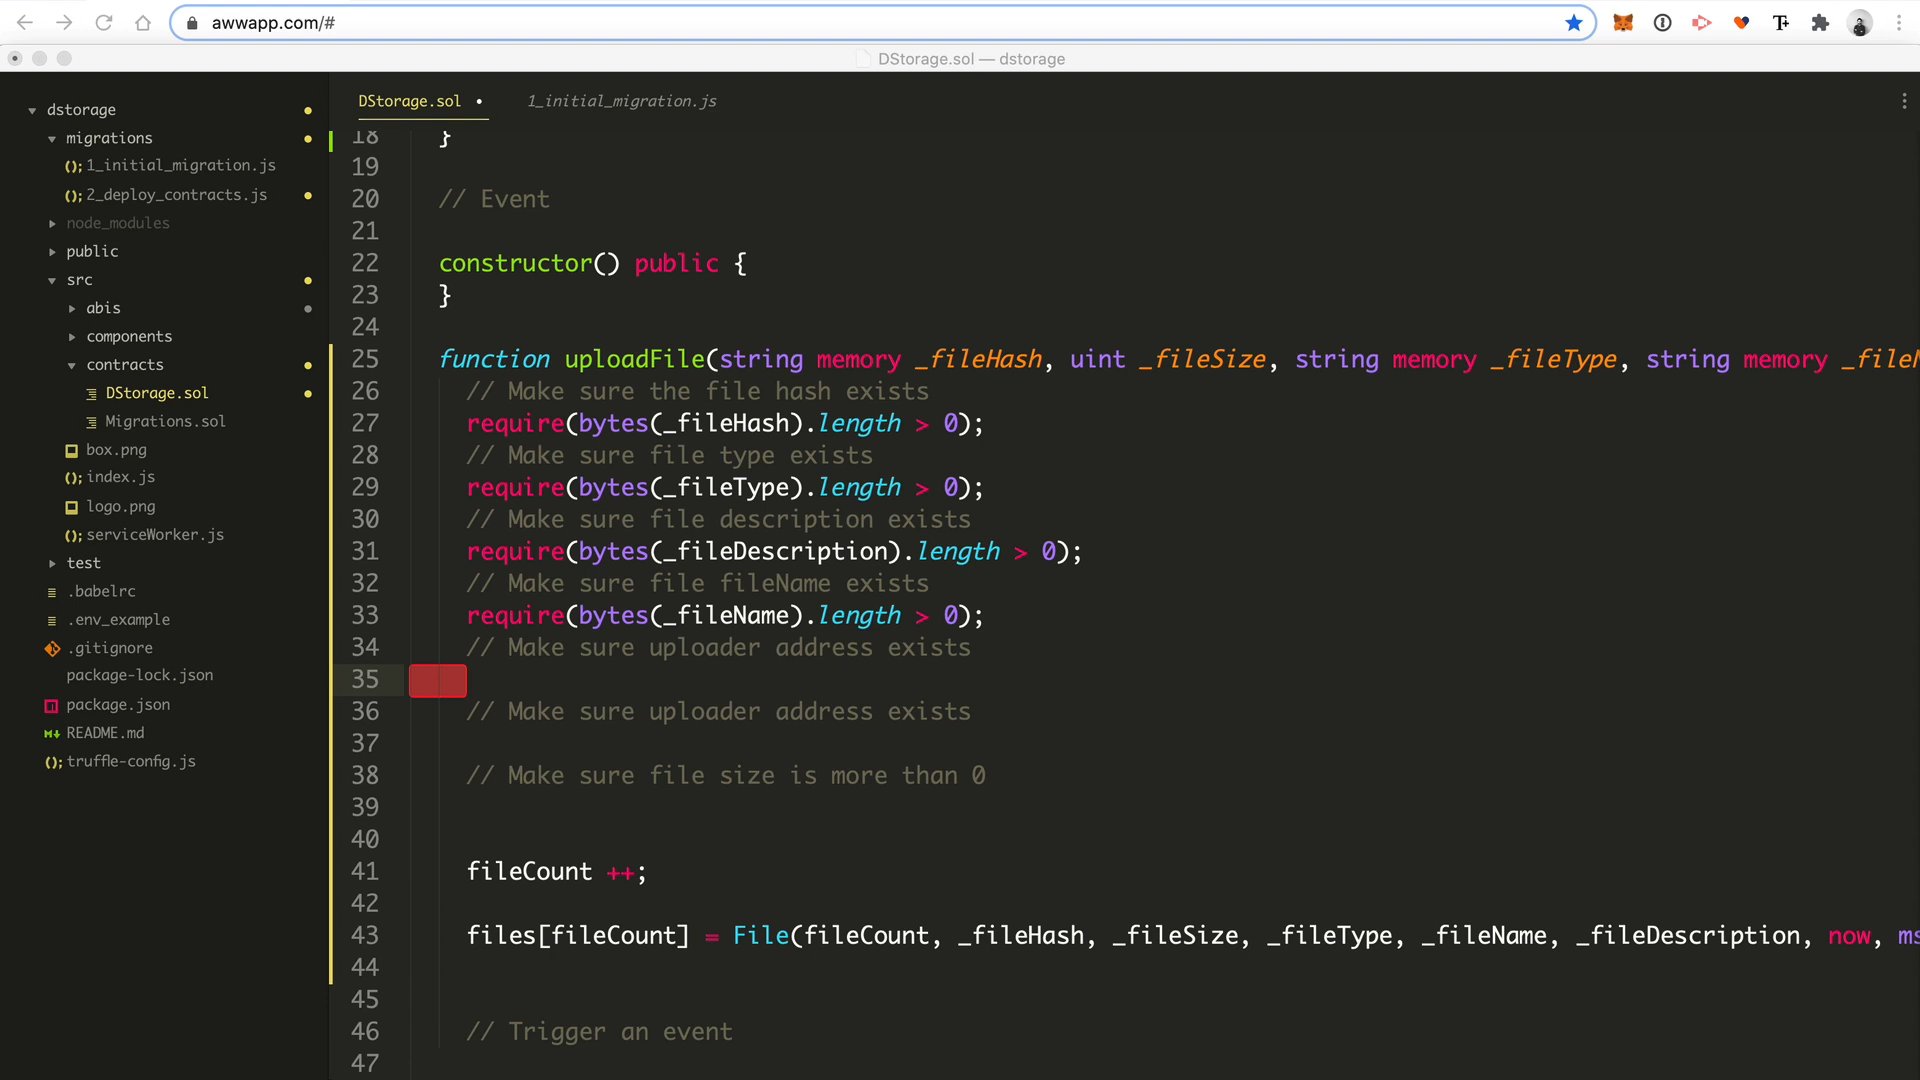 awwapp.com/#
DStorage.sol — dstorage
dstorage
migrations
(); 1_initial_migration.js
(); 2_deploy_contracts.js
node_modules
public
src
abis
components
contracts
DStorage.sol
Migrations.sol
box.png
(); index.js
logo.png
(); serviceWorker.js
test
.babelrc
.env_example
.gitignore
package-lock.json
package.json
README.md
(); truffle-config.js
DStorage.sol
1_initial_migration.js
18 }
19
20 // Event
21
22 constructor() public {
23 }
24
25 function uploadFile(string memory _fileHash, uint _fileSize, string memory _fileType, string memory _fileN
26 // Make sure the file hash exists
27 require(bytes(_fileHash).length > 0);
28 // Make sure file type exists
29 require(bytes(_fileType).length > 0);
30 // Make sure file description exists
31 require(bytes(_fileDescription).length > 0);
32 // Make sure file fileName exists
33 require(bytes(_fileName).length > 0);
34 // Make sure uploader address exists
35
36 // Make sure uploader address exists
37
38 // Make sure file size is more than 0
39
40
41 fileCount ++;
42
43 files[fileCount] = File(fileCount, _fileHash, _fileSize, _fileType, _fileName, _fileDescription, now, ms
44
45
46 // Trigger an event
47